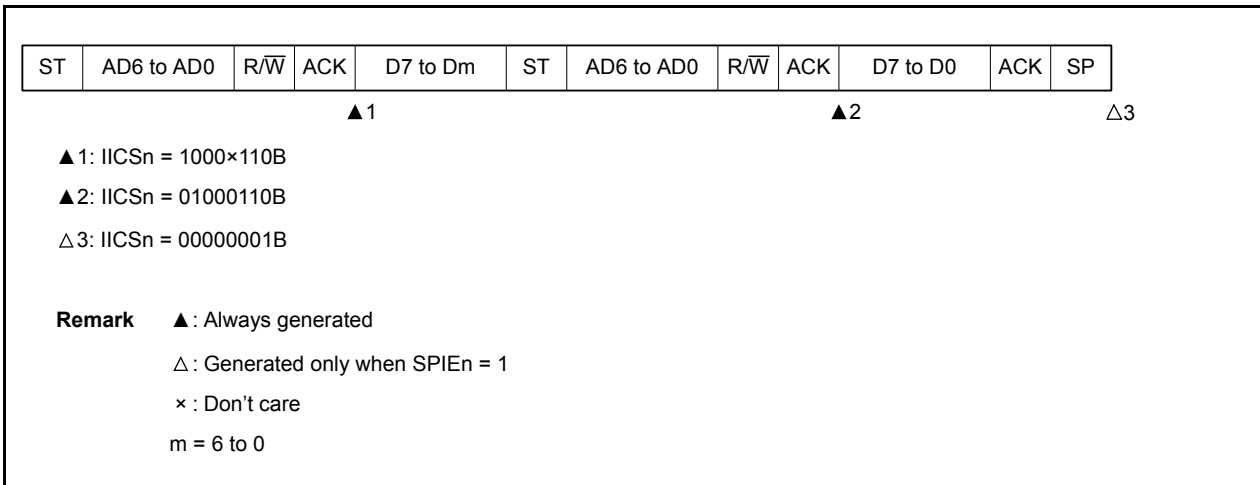 ST AD6 to AD0 R/W̅ ACK D7 to Dm ST AD6 to AD0 R/W̅ ACK D7 to D0 ACK SP
▲1 ▲2 △3
▲1: IICSn = 1000×110B
▲2: IICSn = 01000110B
△3: IICSn = 00000001B
Remark ▲: Always generated
△: Generated only when SPIEn = 1
×: Don't care
m = 6 to 0